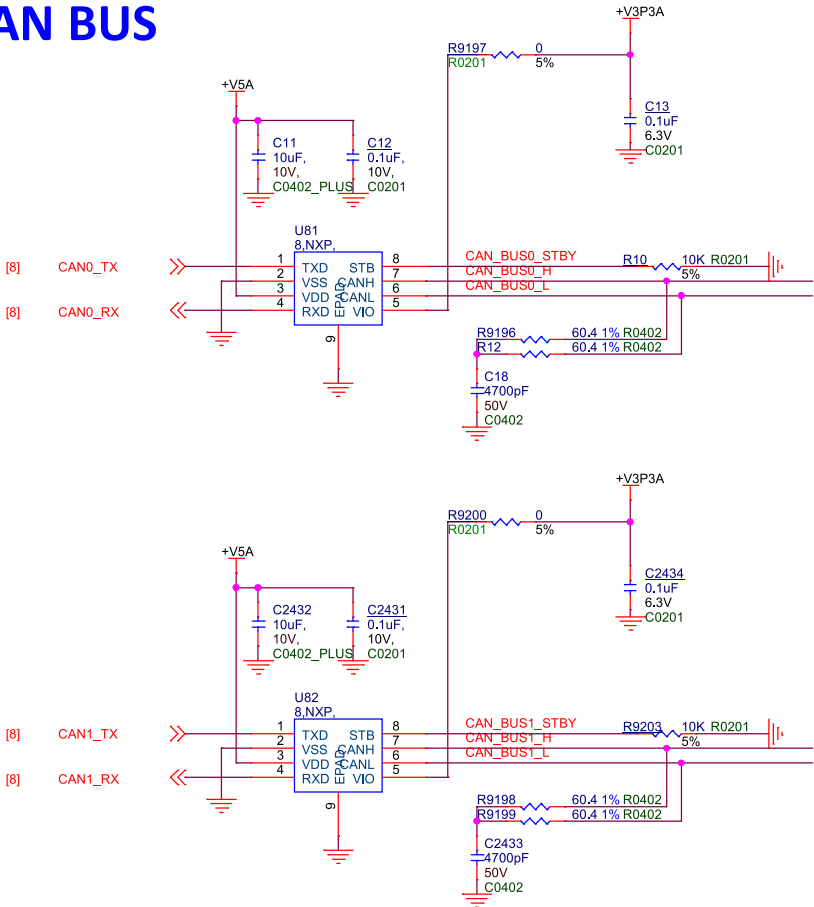 AN BUS
+V3P3A
R9197 0
R0201 5%
C13
0.1uF
6.3V
C0201
+V5A
C11
10uF,
10V,
C0402_PLUS
C12
0.1uF,
10V,
C0201
U81
8,NXP,
[8] CAN0_TX
[8] CAN0_RX
1 TXD STB 8
2 VSS CANH 7
3 VDD CANL 6
4 RXD VIO 5
EPAD
9
CAN_BUS0_STBY
CAN_BUS0_H
CAN_BUS0_L
R10 10K R0201
5%
R9196 60.4 1% R0402
R12 60.4 1% R0402
C18
4700pF
50V
C0402
+V3P3A
R9200 0
R0201 5%
C2434
0.1uF
6.3V
C0201
+V5A
C2432
10uF,
10V,
C0402_PLUS
C2431
0.1uF,
10V,
C0201
U82
8,NXP,
[8] CAN1_TX
[8] CAN1_RX
1 TXD STB 8
2 VSS CANH 7
3 VDD CANL 6
4 RXD VIO 5
EPAD
9
CAN_BUS1_STBY
CAN_BUS1_H
CAN_BUS1_L
R9203 10K R0201
5%
R9198 60.4 1% R0402
R9199 60.4 1% R0402
C2433
4700pF
50V
C0402